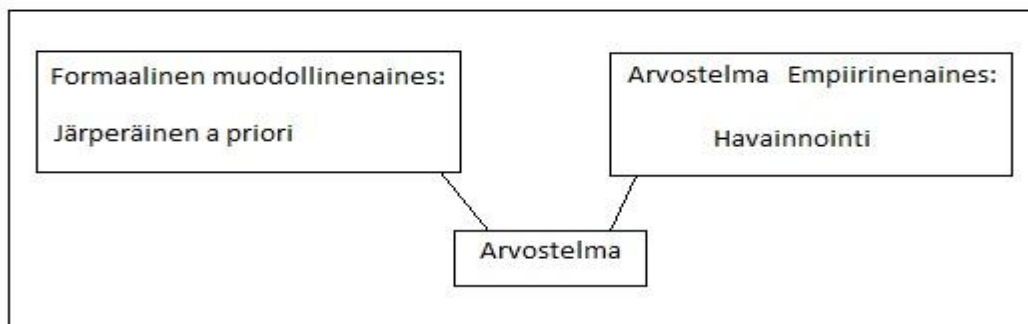 Formaalinen muodollinenaines:
Järperäinen a priori
Arvostelma Empiirinenaines:
Havainnointi
Arvostelma